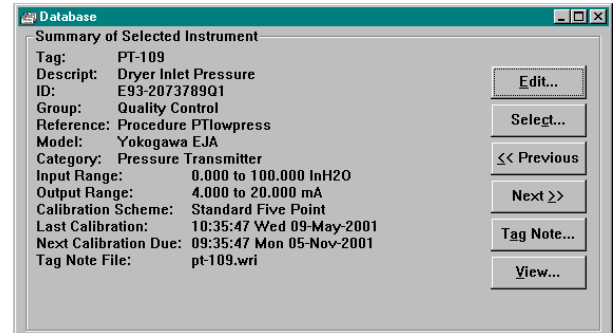 Database
Summary of Selected Instrument
Tag: PT-109
Descript: Dryer Inlet Pressure
ID: E93-2073789Q1
Group: Quality Control
Reference: Procedure PTlowpress
Model: Yokogawa EJA
Category: Pressure Transmitter
Input Range: 0.000 to 100.000 InH2O
Output Range: 4.000 to 20.000 mA
Calibration Scheme: Standard Five Point
Last Calibration: 10:35:47 Wed 09-May-2001
Next Calibration Due: 09:35:47 Mon 05-Nov-2001
Tag Note File: pt-109.wri
Edit...
Select...
<< Previous
Next >>
Tag Note...
View...